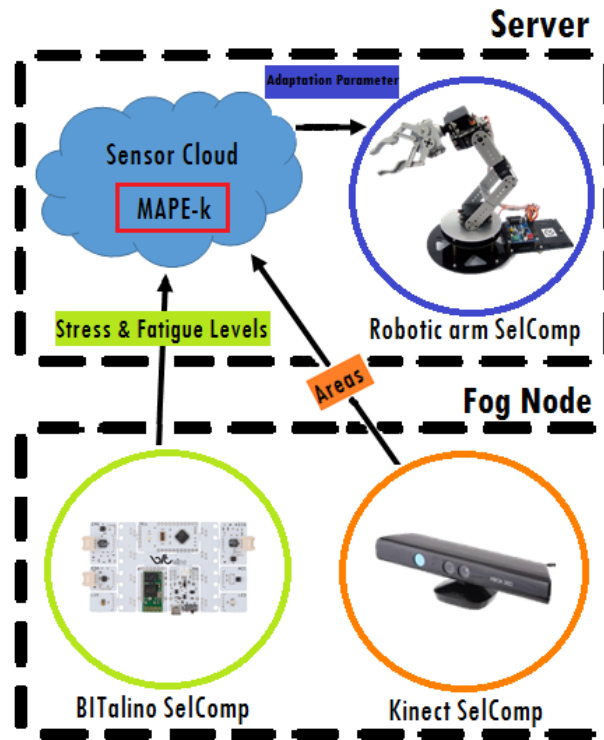 Server
Adaptation Parameter
Sensor Cloud
MAPE-k
Stress & Fatigue Levels
Robotic arm SelComp
Areas
Fog Node
BITalino SelComp
Kinect SelComp